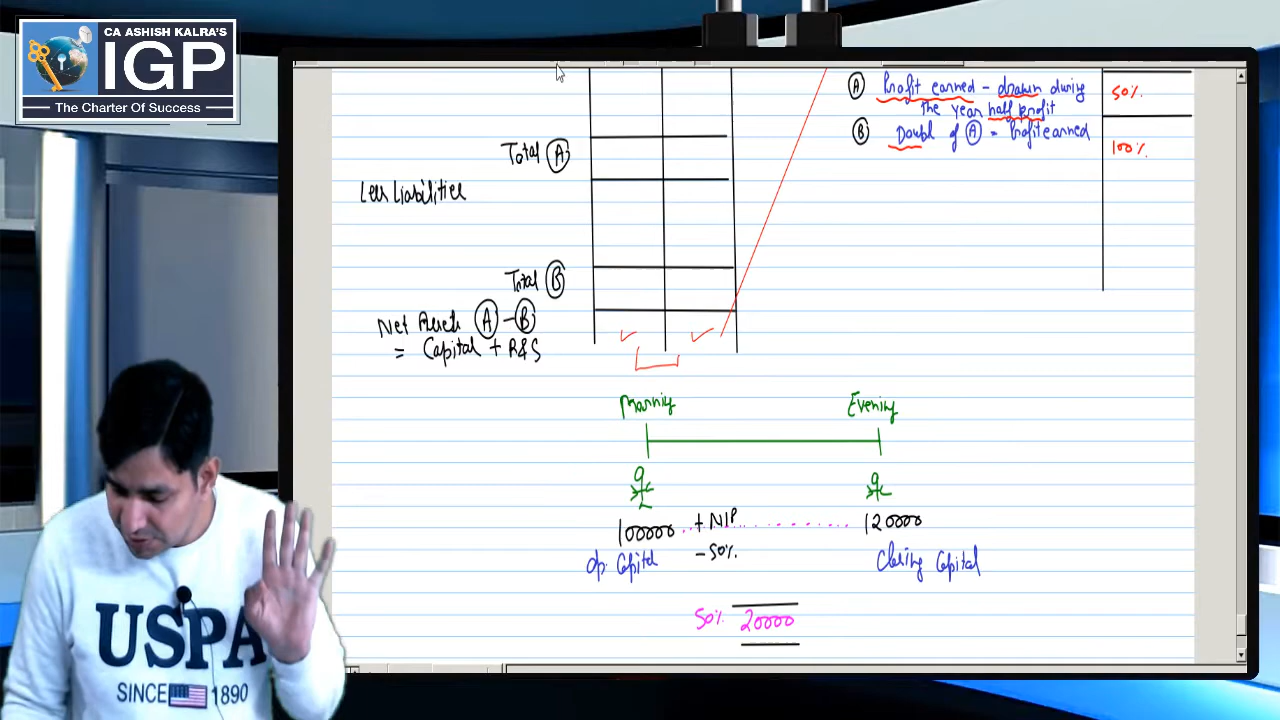 CA ASHISH KALRA'S
IGP
The Charter Of Success
(A) Profit earned - drawn during
the year half profit
50%
(B) Double of (A) = Profit earned
100%
Total (A)
Less Liabilities
Total (B)
Net Assets (A) - (B)
= Capital + R&S
Morning
Evening
100000
+ NIP
120000
Op. Capital
- 50%
Closing Capital
50%
20000
USPA
SINCE 1890